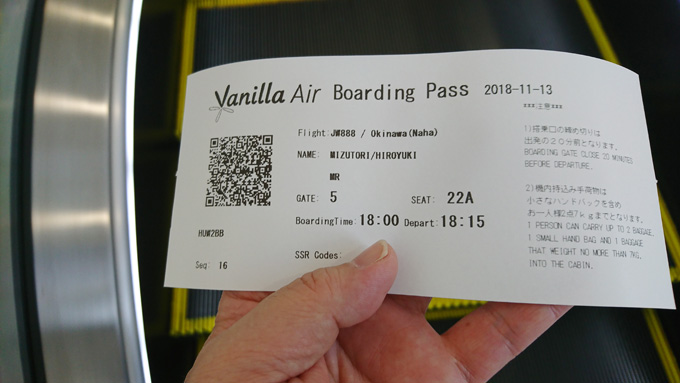 Vanilla Air Boarding Pass 2018-11-13
***注意***
Flight: JW888 / Okinawa(Naha)
NAME: MIZUTORI/HIROYUKI
MR
GATE: 5 SEAT: 22A
BoardingTime: 18:00 Depart: 18:15
SSR Codes:
HUW2BB
Seq: 16
1)搭乗口の締め切りは
出発の20分前となります。
BOARDING GATE CLOSE 20 MINUTES
BEFORE DEPARTURE.
2)機内持込み手荷物は
小さなハンドバックを含め
お一人様2点7kgまでとなります。
1 PERSON CAN CARRY UP TO 2 BAGGAGE.
1 SMALL HAND BAG AND 1 BAGGAGE
THAT WEIGHT NO MORE THAN 7KG.
INTO THE CABIN.